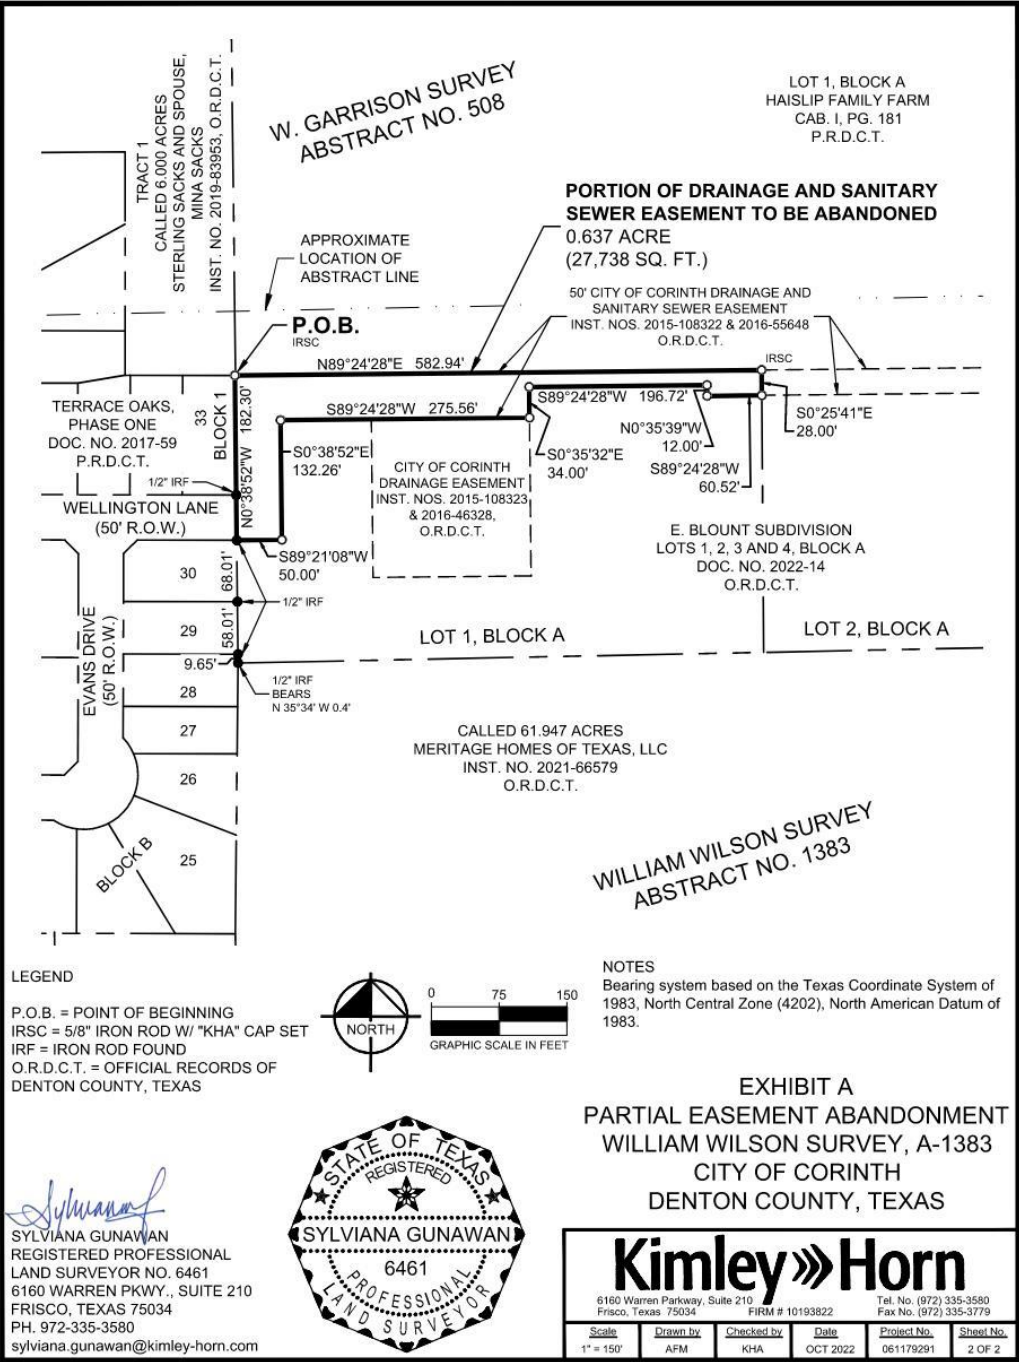 TRACT 1
CALLED 6.000 ACRES
STERLING SACKS AND SPOUSE,
MINA SACKS
INST. NO. 2019-83953, O.R.D.C.T.
W. GARRISON SURVEY
ABSTRACT NO. 508
LOT 1, BLOCK A
HAISLIP FAMILY FARM
CAB. I, PG. 181
P.R.D.C.T.
PORTION OF DRAINAGE AND SANITARY
SEWER EASEMENT TO BE ABANDONED
0.637 ACRE
(27,738 SQ. FT.)
APPROXIMATE
LOCATION OF
ABSTRACT LINE
50' CITY OF CORINTH DRAINAGE AND
SANITARY SEWER EASEMENT
INST. NOS. 2015-108322 & 2016-55648
O.R.D.C.T.
P.O.B.
IRSC
N89°24'28"E 582.94'
IRSC
TERRACE OAKS,
PHASE ONE
DOC. NO. 2017-59
P.R.D.C.T.
33
BLOCK 1
N0°38'52"W 182.30'
S89°24'28"W 275.56'
S89°24'28"W 196.72'
S0°25'41"E
28.00'
N0°35'39"W
12.00'
S89°24'28"W
60.52'
S0°35'32"E
34.00'
S0°38'52"E
132.26'
CITY OF CORINTH
DRAINAGE EASEMENT
INST. NOS. 2015-108323
& 2016-46328,
O.R.D.C.T.
1/2" IRF
WELLINGTON LANE
(50' R.O.W.)
S89°21'08"W
50.00'
E. BLOUNT SUBDIVISION
LOTS 1, 2, 3 AND 4, BLOCK A
DOC. NO. 2022-14
O.R.D.C.T.
30
68.01'
1/2" IRF
29
58.01'
LOT 1, BLOCK A
LOT 2, BLOCK A
EVANS DRIVE
(50' R.O.W.)
9.65'
28
1/2" IRF
BEARS
N 35°34' W 0.4'
27
CALLED 61.947 ACRES
MERITAGE HOMES OF TEXAS, LLC
INST. NO. 2021-66579
O.R.D.C.T.
26
25
BLOCK B
WILLIAM WILSON SURVEY
ABSTRACT NO. 1383
LEGEND
P.O.B. = POINT OF BEGINNING
IRSC = 5/8" IRON ROD W/ "KHA" CAP SET
IRF = IRON ROD FOUND
O.R.D.C.T. = OFFICIAL RECORDS OF
DENTON COUNTY, TEXAS
NORTH
0 75 150
GRAPHIC SCALE IN FEET
NOTES
Bearing system based on the Texas Coordinate System of
1983, North Central Zone (4202), North American Datum of
1983.
EXHIBIT A
PARTIAL EASEMENT ABANDONMENT
WILLIAM WILSON SURVEY, A-1383
CITY OF CORINTH
DENTON COUNTY, TEXAS
STATE OF TEXAS
REGISTERED
SYLVIANA GUNAWAN
6461
PROFESSIONAL
LAND SURVEYOR
SYLVIANA GUNAWAN
REGISTERED PROFESSIONAL
LAND SURVEYOR NO. 6461
6160 WARREN PKWY., SUITE 210
FRISCO, TEXAS 75034
PH. 972-335-3580
sylviana.gunawan@kimley-horn.com
Kimley»Horn
6160 Warren Parkway, Suite 210
Frisco, Texas 75034 FIRM # 10193822
Tel. No. (972) 335-3580
Fax No. (972) 335-3779
Scale Drawn by Checked by Date Project No. Sheet No.
1" = 150' AFM KHA OCT 2022 061179291 2 OF 2